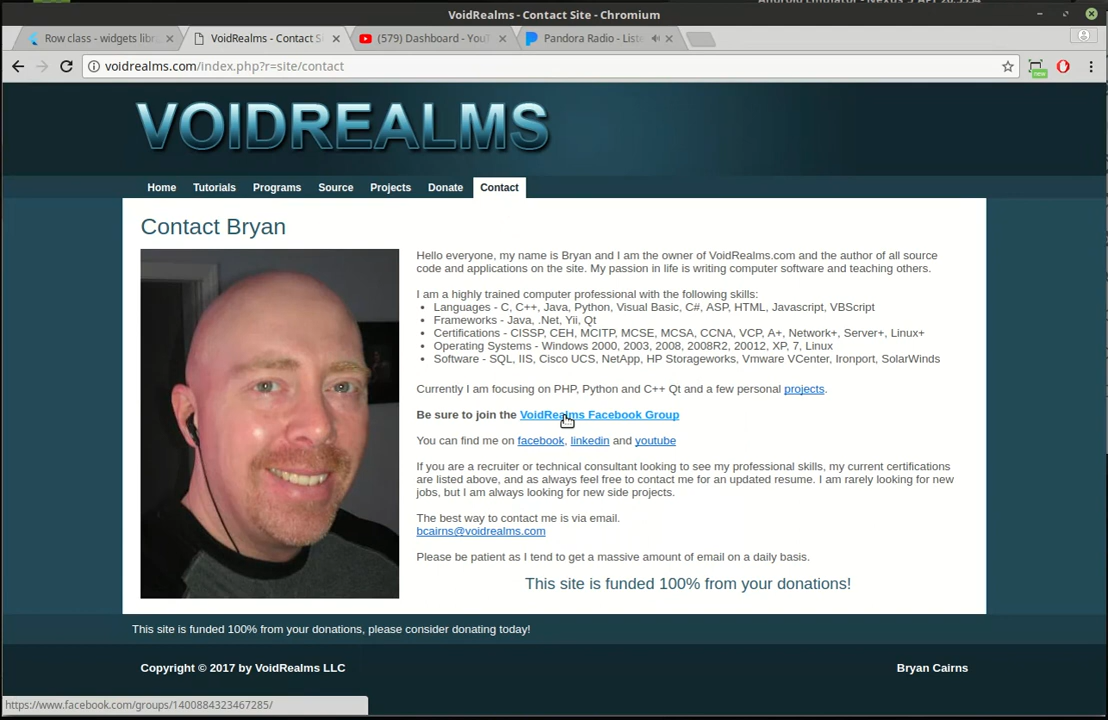 VoidRealms - Contact Site - Chromium
Row class - widgets libr
VoidRealms - Contact S
(579) Dashboard - YouT
Pandora Radio - Liste
voidrealms.com/index.php?r=site/contact
new
VOIDREALMS
Home Tutorials Programs Source Projects Donate Contact
Contact Bryan
Hello everyone, my name is Bryan and I am the owner of VoidRealms.com and the author of all source
code and applications on the site. My passion in life is writing computer software and teaching others.
I am a highly trained computer professional with the following skills:
• Languages - C, C++, Java, Python, Visual Basic, C#, ASP, HTML, Javascript, VBScript
• Frameworks - Java, .Net, Yii, Qt
• Certifications - CISSP, CEH, MCITP, MCSE, MCSA, CCNA, VCP, A+, Network+, Server+, Linux+
• Operating Systems - Windows 2000, 2003, 2008, 2008R2, 20012, XP, 7, Linux
• Software - SQL, IIS, Cisco UCS, NetApp, HP Storageworks, Vmware VCenter, Ironport, SolarWinds
Currently I am focusing on PHP, Python and C++ Qt and a few personal projects.
Be sure to join the VoidRealms Facebook Group
You can find me on facebook, linkedin and youtube
If you are a recruiter or technical consultant looking to see my professional skills, my current certifications
are listed above, and as always feel free to contact me for an updated resume. I am rarely looking for new
jobs, but I am always looking for new side projects.
The best way to contact me is via email.
bcairns@voidrealms.com
Please be patient as I tend to get a massive amount of email on a daily basis.
This site is funded 100% from your donations!
This site is funded 100% from your donations, please consider donating today!
Copyright © 2017 by VoidRealms LLC
Bryan Cairns
https://www.facebook.com/groups/1400884323467285/